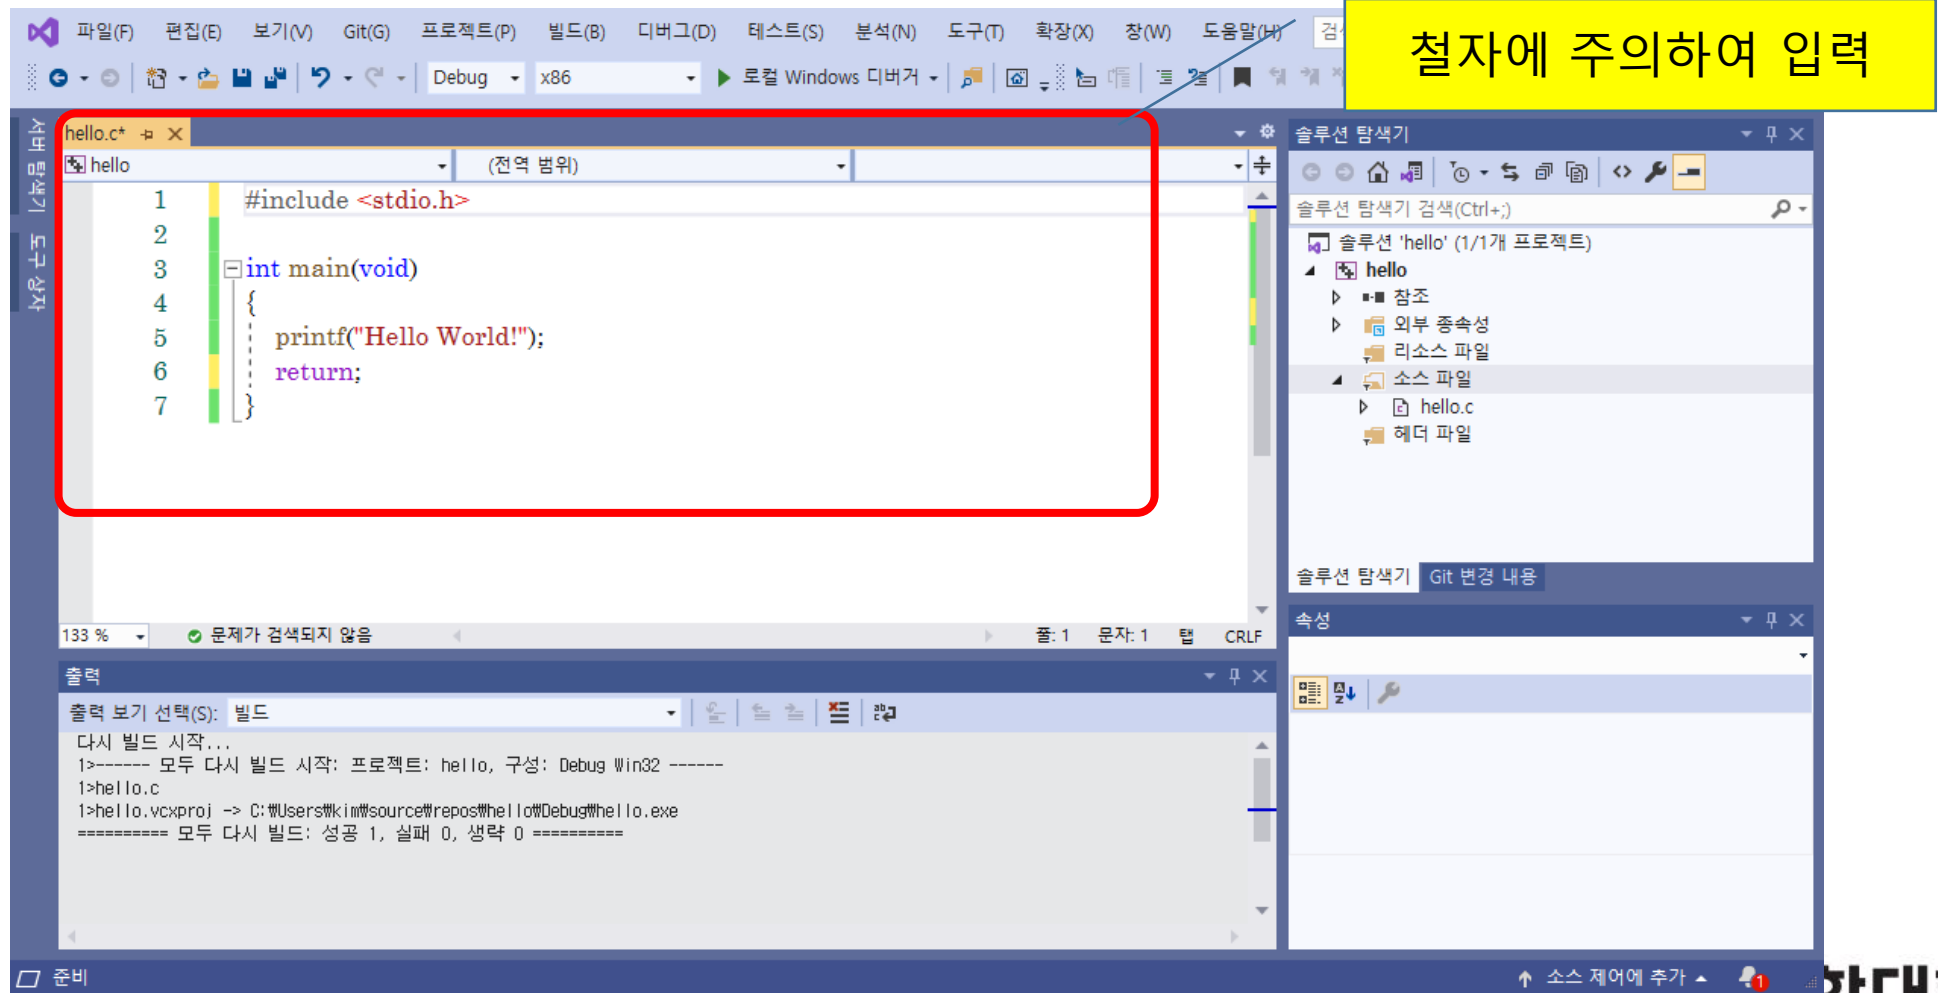 파일(F) 편집(E) 보기(V) Git(G) 프로젝트(P) 빌드(B) 디버그(D) 테스트(S) 분석(N) 도구(T) 확장(X) 창(W) 도움말(H)
철자에 주의하여 입력
Debug x86 로컬 Windows 디버거
서버 탐색기
도구 상자
hello.c*
hello (전역 범위)
1 #include <stdio.h>
2
3 int main(void)
4 {
5 printf("Hello World!");
6 return;
7 }
133 % 문제가 검색되지 않음 줄: 1 문자: 1 탭 CRLF
출력
출력 보기 선택(S): 빌드
다시 빌드 시작...
1>------ 모두 다시 빌드 시작: 프로젝트: hello, 구성: Debug Win32 ------
1>hello.c
1>hello.vcxproj -> C:₩Users₩kim₩source₩repos₩hello₩Debug₩hello.exe
========== 모두 다시 빌드: 성공 1, 실패 0, 생략 0 ==========
솔루션 탐색기
솔루션 탐색기 검색(Ctrl+;)
솔루션 'hello' (1/1개 프로젝트)
hello
참조
외부 종속성
리소스 파일
소스 파일
hello.c
헤더 파일
솔루션 탐색기 Git 변경 내용
속성
준비 소스 제어에 추가 1